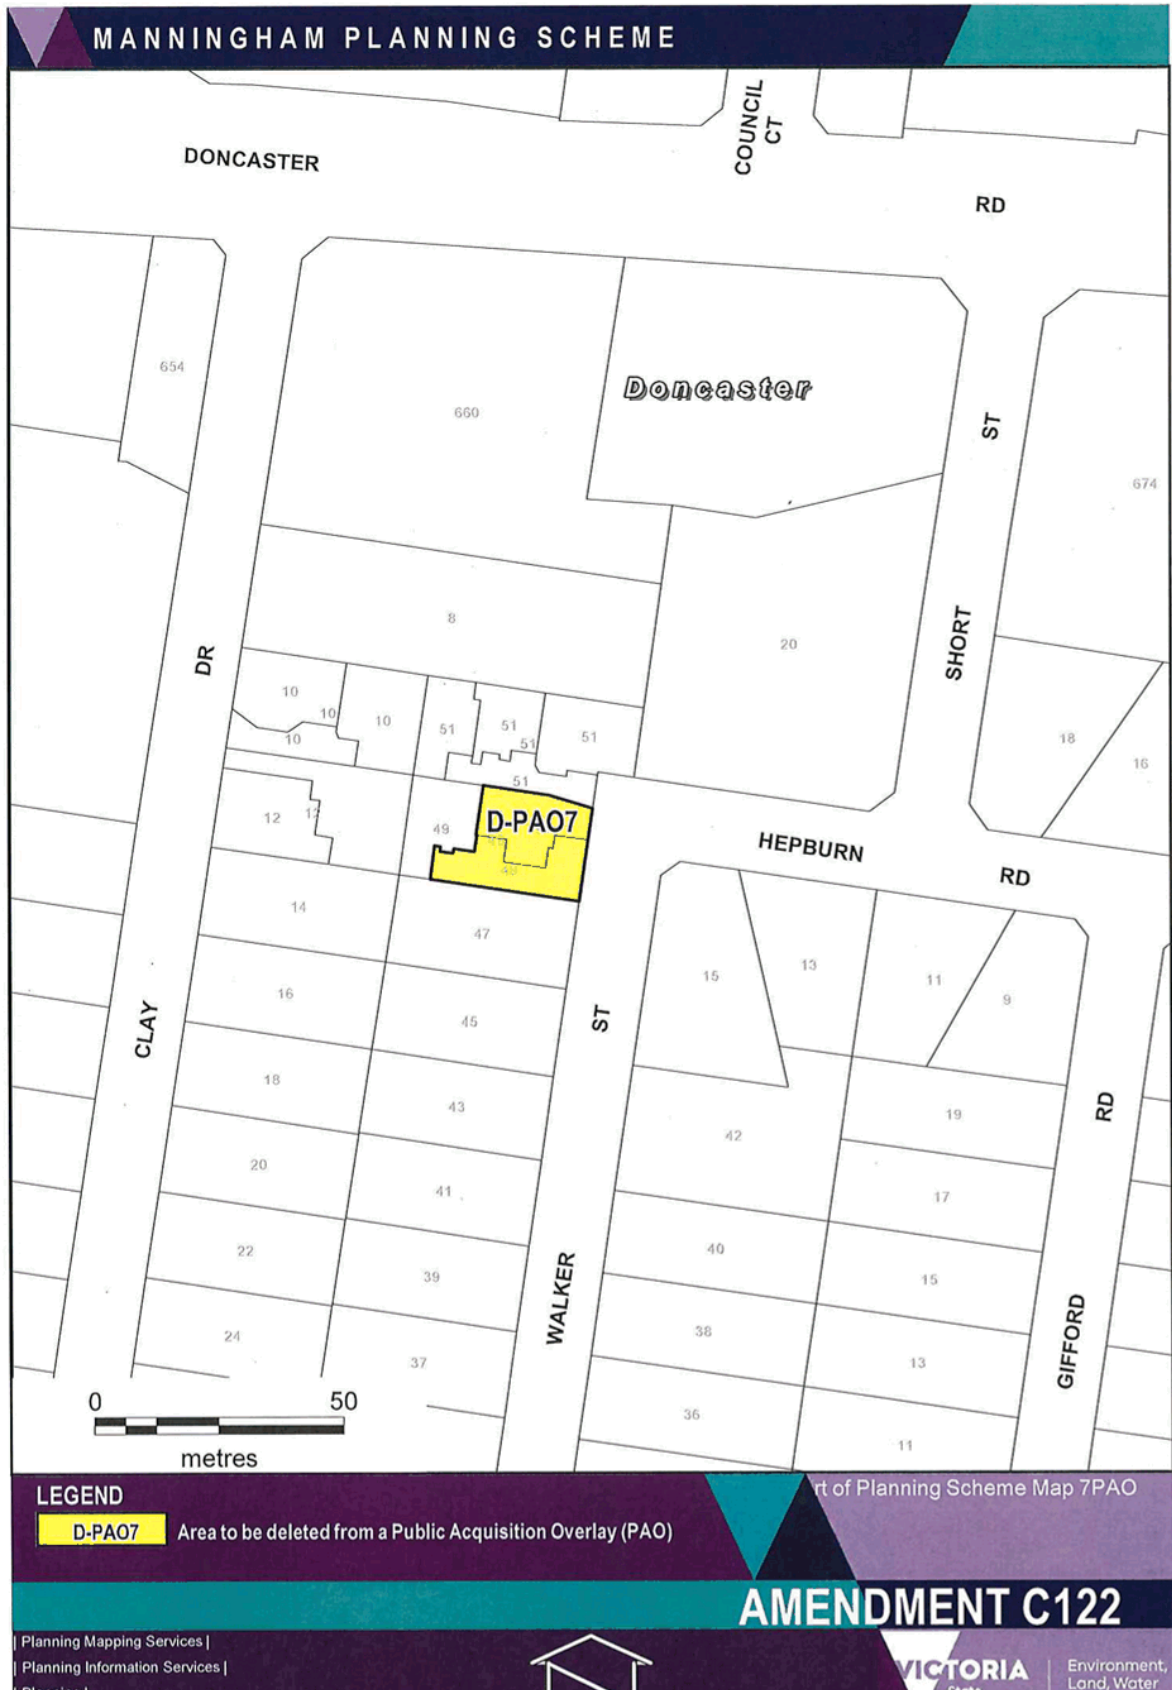 MANNINGHAM PLANNING SCHEME
COUNCIL
CT
DONCASTER
RD
654
660
Doncaster
ST
674
8
20
DR
SHORT
10
10
10
10
51
51
51
51
51
18
16
12
12
49
D-PAO7
49
HEPBURN
RD
14
47
15
13
11
9
16
45
ST
CLAY
18
43
42
19
RD
20
41
17
22
39
40
15
WALKER
GIFFORD
24
37
38
13
36
11
0 50
metres
LEGEND
rt of Planning Scheme Map 7PAO
D-PAO7 Area to be deleted from a Public Acquisition Overlay (PAO)
AMENDMENT C122
| Planning Mapping Services |
| Planning Information Services |
VICTORIA
State
Environment,
Land, Water